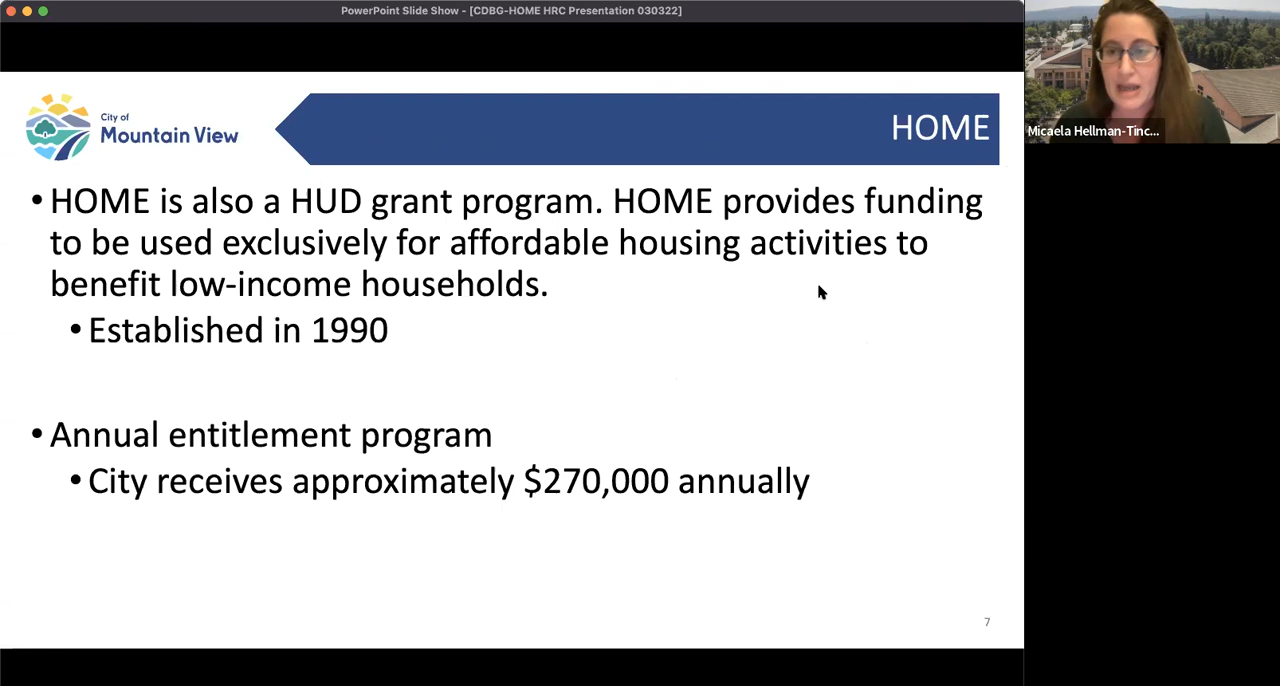 PowerPoint Slide Show - [CDBG-HOME HRC Presentation 030322]
City of
Mountain View
HOME
Micaela Hellman-Tinc...
• HOME is also a HUD grant program. HOME provides funding
to be used exclusively for affordable housing activities to
benefit low-income households.
• Established in 1990
• Annual entitlement program
• City receives approximately $270,000 annually
7